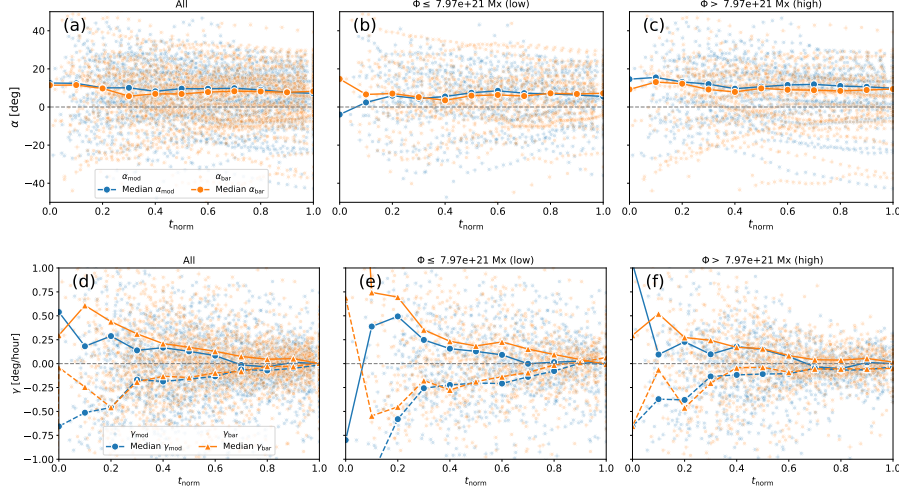 All
Φ ≤ 7.97e+21 Mx (low)
Φ > 7.97e+21 Mx (high)
(a)
(b)
(c)
40
20
0
−20
−40
α [deg]
α_mod
α_bar
Median α_mod
Median α_bar
0.0 0.2 0.4 0.6 0.8 1.0
0.0 0.2 0.4 0.6 0.8 1.0
0.0 0.2 0.4 0.6 0.8 1.0
t_norm
t_norm
t_norm
All
Φ ≤ 7.97e+21 Mx (low)
Φ > 7.97e+21 Mx (high)
(d)
(e)
(f)
1.00
0.75
0.50
0.25
0.00
−0.25
−0.50
−0.75
−1.00
γ [deg/hour]
γ_mod
γ_bar
Median γ_mod
Median γ_bar
0.0 0.2 0.4 0.6 0.8 1.0
0.0 0.2 0.4 0.6 0.8 1.0
0.0 0.2 0.4 0.6 0.8 1.0
t_norm
t_norm
t_norm